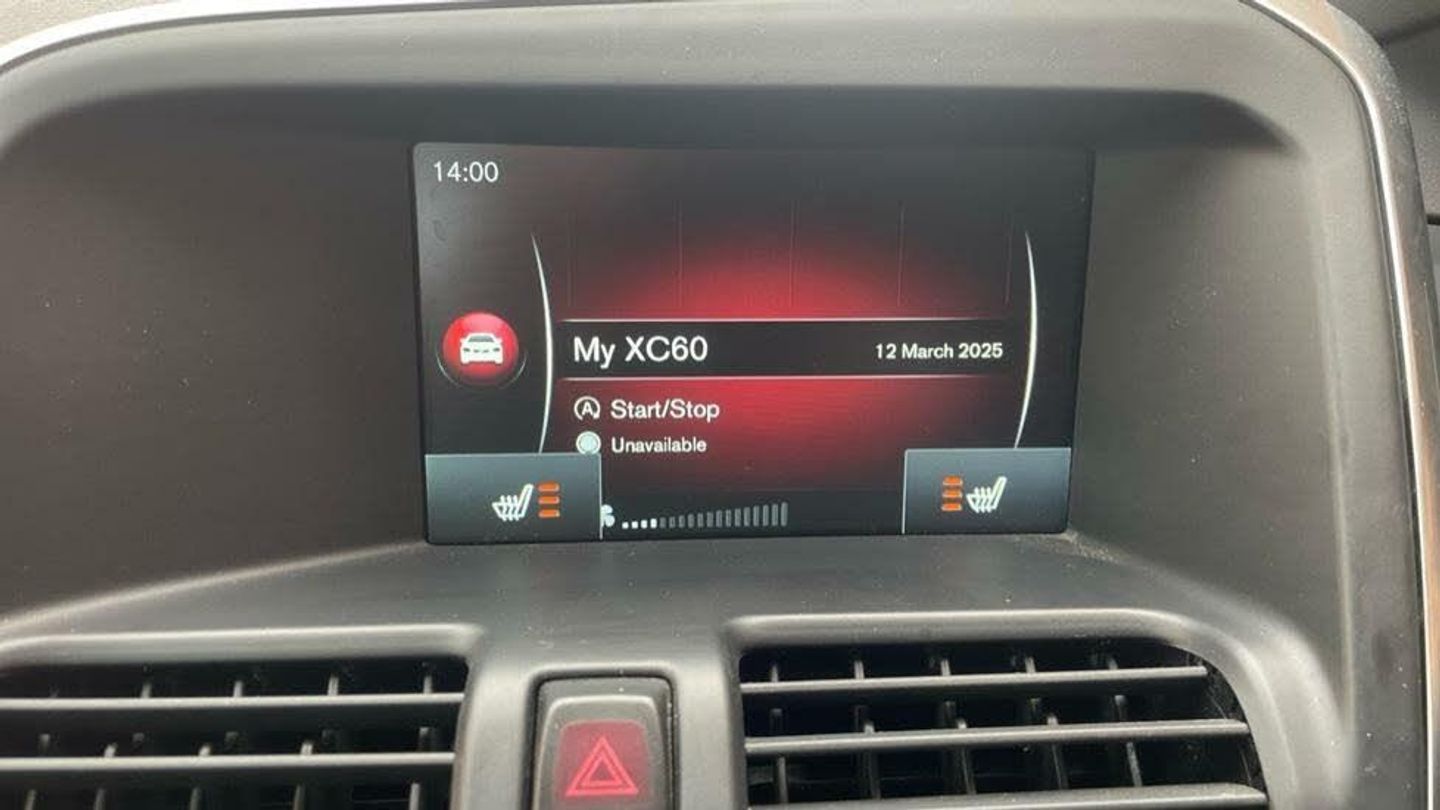 14:00
My XC60
12 March 2025
Start/Stop
Unavailable